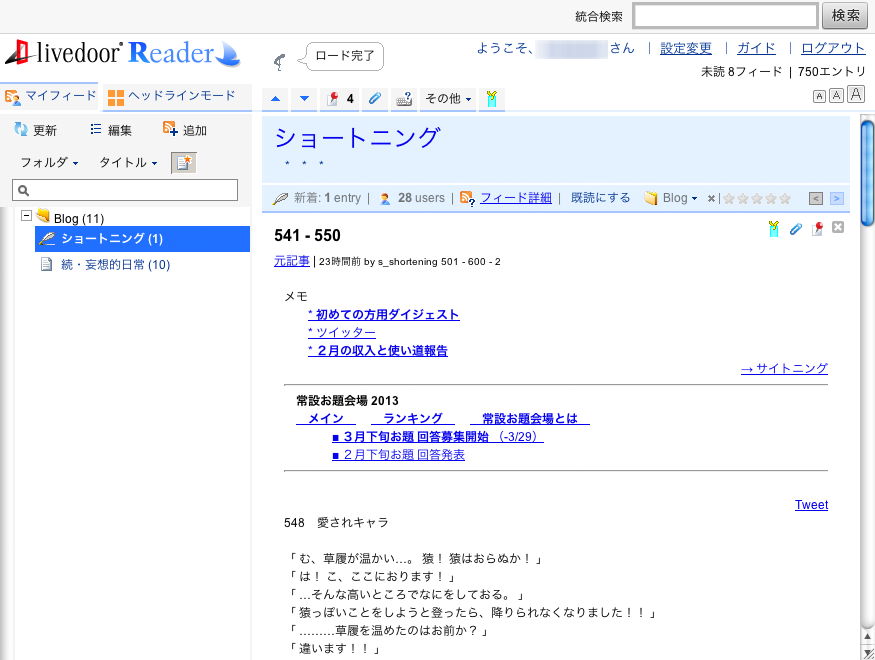 統合検索 検索
livedoor Reader
ロード完了
ようこそ、 さん | 設定変更 | ガイド | ログアウト
未読 8フィード | 750エントリ
マイフィード ヘッドラインモード
4 その他
A A A
更新 編集 追加
フォルダ タイトル
Blog (11)
ショートニング (1)
続・妄想的日常 (10)
ショートニング
* * *
新着: 1 entry | 28 users | フィード詳細 | 既読にする Blog × | ☆☆☆☆☆ < >
541 - 550
元記事 | 23時間前 by s_shortening 501 - 600 - 2
メモ
* 初めての方用ダイジェスト
* ツイッター
* ２月の収入と使い道報告
→ サイトニング
常設お題会場 2013
メイン ランキング 常設お題会場とは
■ ３月下旬お題 回答募集開始 （-3/29）
■ ２月下旬お題 回答発表
Tweet
548 愛されキャラ
「 む、草履が温かい…。 猿！ 猿はおらぬか！ 」
「 は！ こ、ここにおります！ 」
「 …そんな高いところでなにをしておる。 」
「 猿っぽいことをしようと登ったら、降りられなくなりました！！ 」
「 ………草履を温めたのはお前か？ 」
「 違います！！ 」